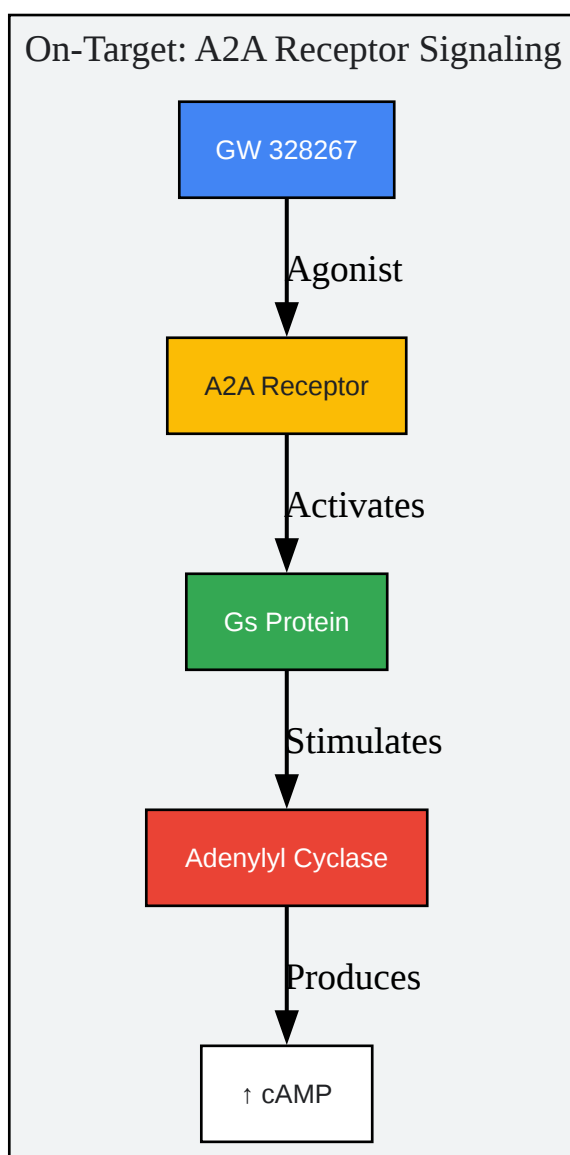 On-Target: A2A Receptor Signaling
GW 328267
Agonist
A2A Receptor
Activates
Gs Protein
Stimulates
Adenylyl Cyclase
Produces
↑ cAMP